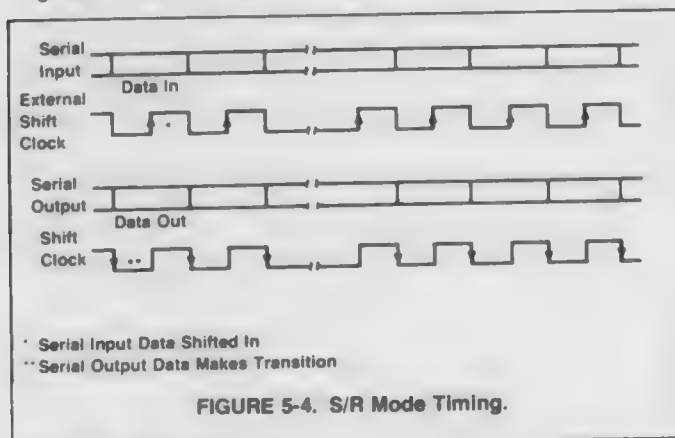 Serial
Input
Data In
External
Shift
Clock
Serial
Output
Data Out
Shift
Clock
· Serial Input Data Shifted In
·· Serial Output Data Makes Transition
FIGURE 5-4. S/R Mode Timing.